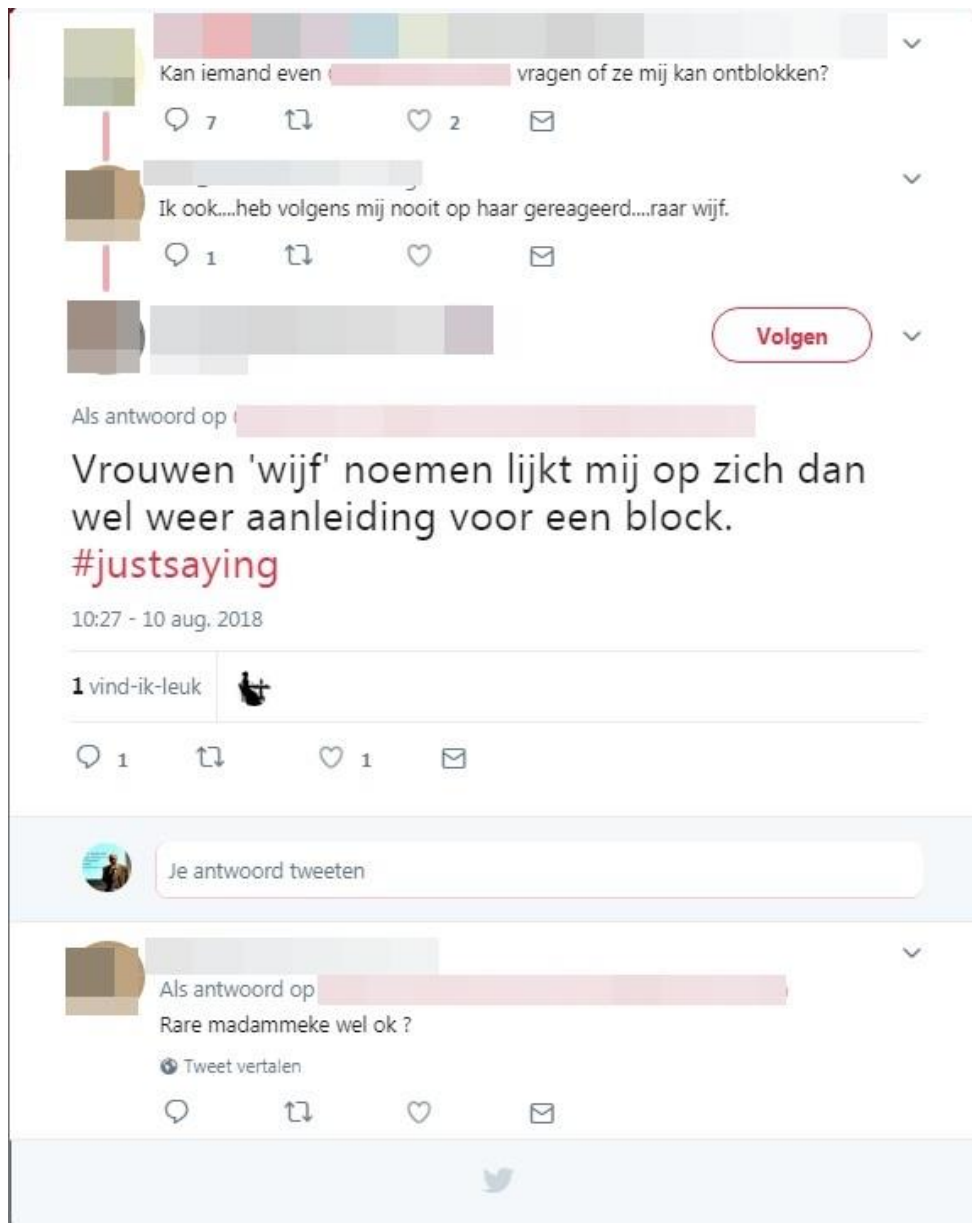 Kan iemand even vragen of ze mij kan ontblokken?
7 2
Ik ook....heb volgens mij nooit op haar gereageerd....raar wijf.
1
Volgen
Als antwoord op
Vrouwen 'wijf' noemen lijkt mij op zich dan
wel weer aanleiding voor een block.
#justsaying
10:27 - 10 aug. 2018
1 vind-ik-leuk
1 1
Je antwoord tweeten
Als antwoord op
Rare madammeke wel ok ?
Tweet vertalen